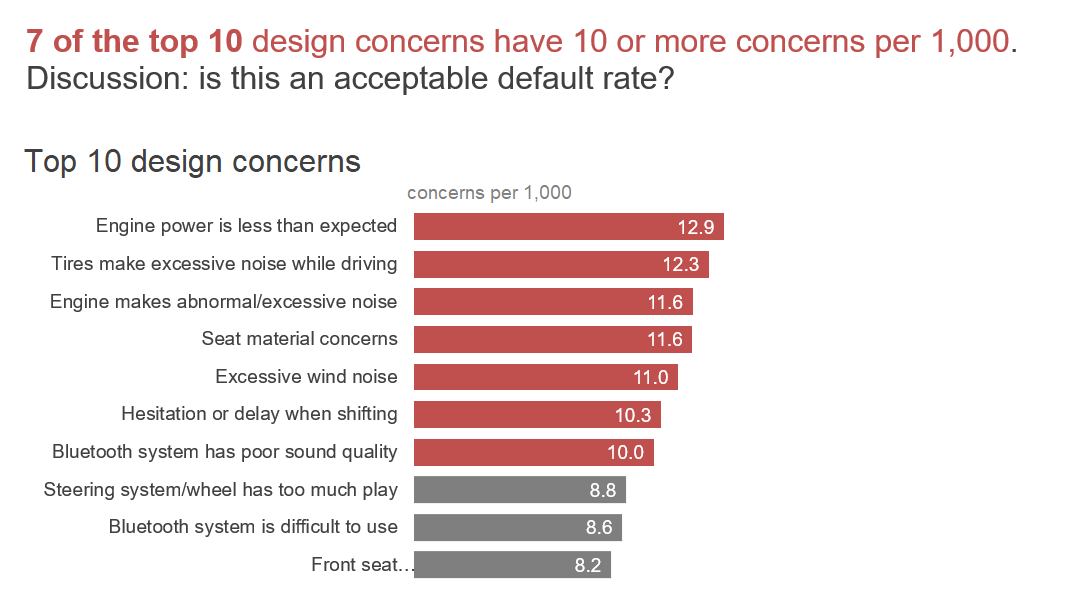 7 of the top 10 design concerns have 10 or more concerns per 1,000.
Discussion: is this an acceptable default rate?
Top 10 design concerns
concerns per 1,000
Engine power is less than expected 12.9
Tires make excessive noise while driving 12.3
Engine makes abnormal/excessive noise 11.6
Seat material concerns 11.6
Excessive wind noise 11.0
Hesitation or delay when shifting 10.3
Bluetooth system has poor sound quality 10.0
Steering system/wheel has too much play 8.8
Bluetooth system is difficult to use 8.6
Front seat... 8.2